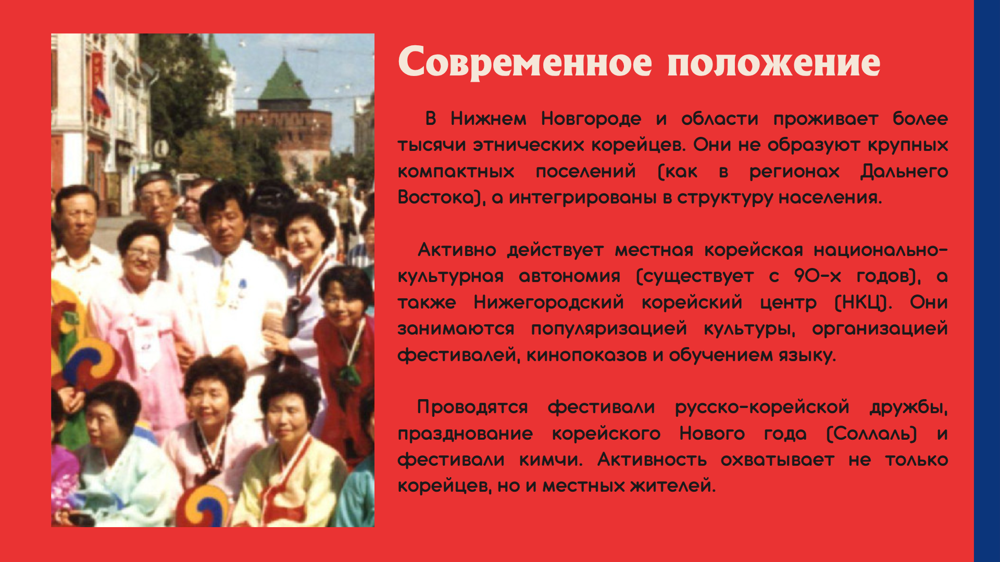 Современное положение
В Нижнем Новгороде и области проживает более
тысячи этнических корейцев. Они не образуют крупных
компактных поселений (как в регионах Дальнего
Востока), а интегрированы в структуру населения.
Активно действует местная корейская национально-
культурная автономия (существует с 90-х годов), а
также Нижегородский корейский центр (НКЦ). Они
занимаются популяризацией культуры, организацией
фестивалей, кинопоказов и обучением языку.
Проводятся фестивали русско-корейской дружбы,
празднование корейского Нового года (Соллаль) и
фестивали кимчи. Активность охватывает не только
корейцев, но и местных жителей.